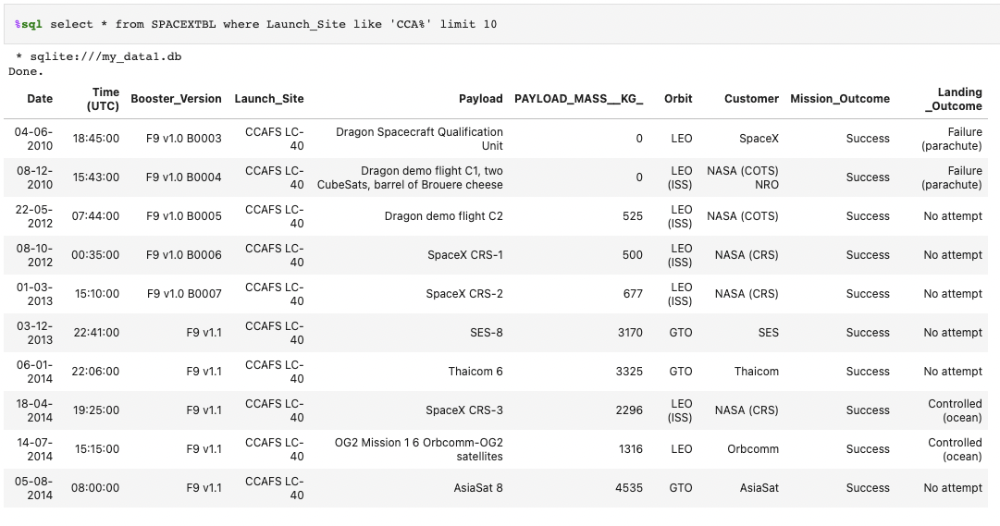 %sql select * from SPACEXTBL where Launch_Site like 'CCA%' limit 10
* sqlite:///my_data1.db
Done.
Date Time (UTC) Booster_Version Launch_Site Payload PAYLOAD_MASS__KG_ Orbit Customer Mission_Outcome Landing _Outcome
04-06-2010 18:45:00 F9 v1.0 B0003 CCAFS LC-40 Dragon Spacecraft Qualification Unit 0 LEO SpaceX Success Failure (parachute)
08-12-2010 15:43:00 F9 v1.0 B0004 CCAFS LC-40 Dragon demo flight C1, two CubeSats, barrel of Brouere cheese 0 LEO (ISS) NASA (COTS) NRO Success Failure (parachute)
22-05-2012 07:44:00 F9 v1.0 B0005 CCAFS LC-40 Dragon demo flight C2 525 LEO (ISS) NASA (COTS) Success No attempt
08-10-2012 00:35:00 F9 v1.0 B0006 CCAFS LC-40 SpaceX CRS-1 500 LEO (ISS) NASA (CRS) Success No attempt
01-03-2013 15:10:00 F9 v1.0 B0007 CCAFS LC-40 SpaceX CRS-2 677 LEO (ISS) NASA (CRS) Success No attempt
03-12-2013 22:41:00 F9 v1.1 CCAFS LC-40 SES-8 3170 GTO SES Success No attempt
06-01-2014 22:06:00 F9 v1.1 CCAFS LC-40 Thaicom 6 3325 GTO Thaicom Success No attempt
18-04-2014 19:25:00 F9 v1.1 CCAFS LC-40 SpaceX CRS-3 2296 LEO (ISS) NASA (CRS) Success Controlled (ocean)
14-07-2014 15:15:00 F9 v1.1 CCAFS LC-40 OG2 Mission 1 6 Orbcomm-OG2 satellites 1316 LEO Orbcomm Success Controlled (ocean)
05-08-2014 08:00:00 F9 v1.1 CCAFS LC-40 AsiaSat 8 4535 GTO AsiaSat Success No attempt